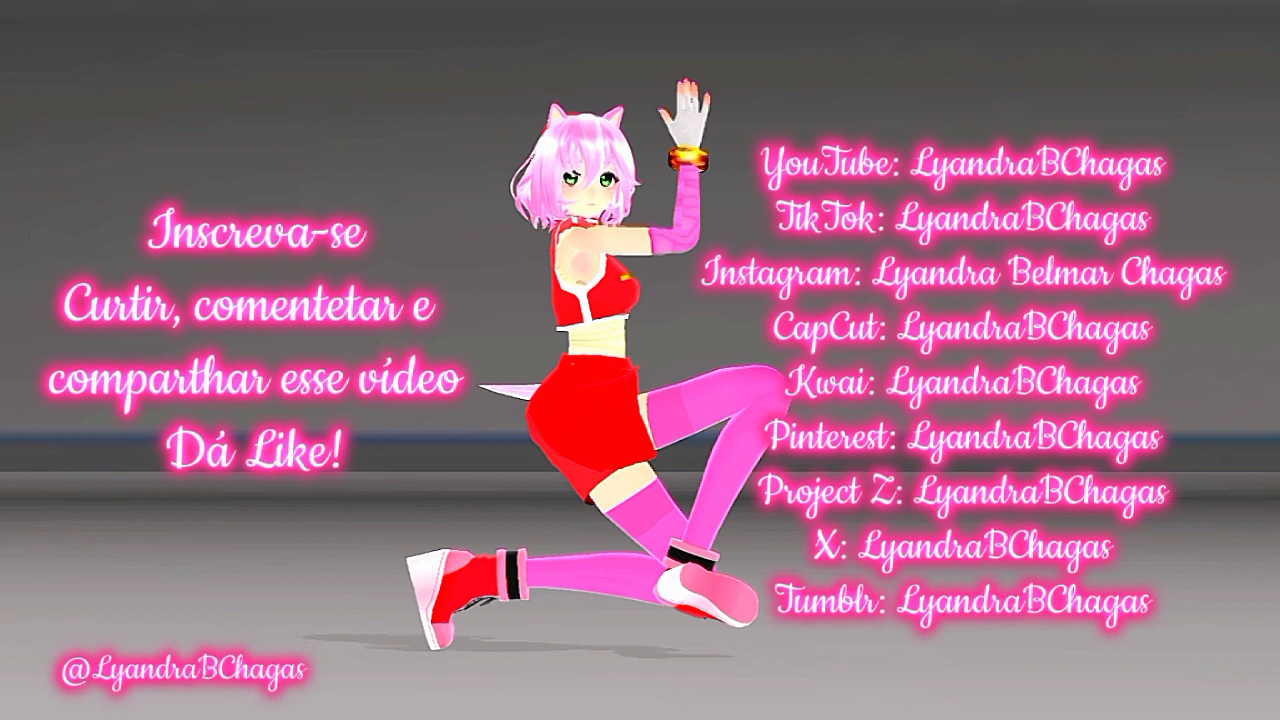 Inscreva-se
Curtir, comentetar e
comparthar esse vídeo
Dá Like!
YouTube: LyandraBChagas
TikTok: LyandraBChagas
Instagram: Lyandra Belmar Chagas
CapCut: LyandraBChagas
Kwai: LyandraBChagas
Pinterest: LyandraBChagas
Project Z: LyandraBChagas
X: LyandraBChagas
Tumblr: LyandraBChagas
@LyandraBChagas